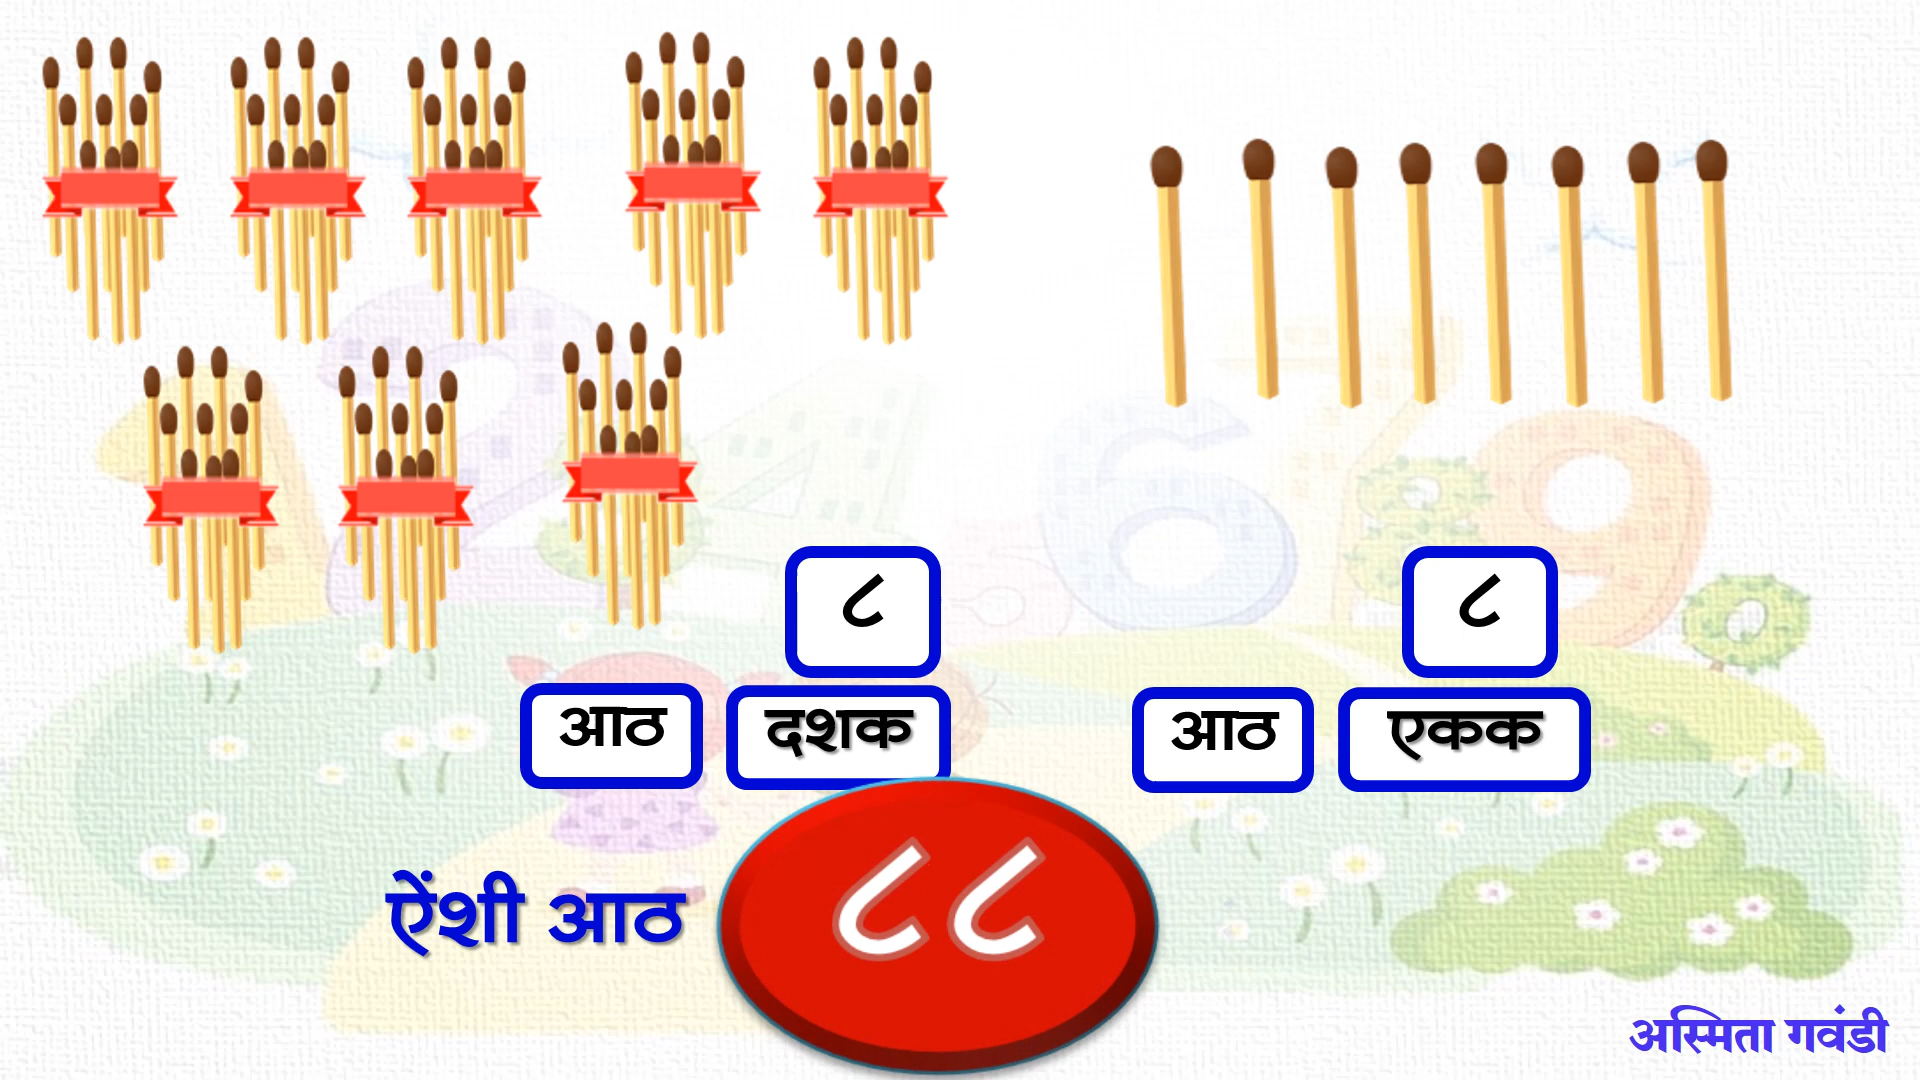 ८ ८
आठ दशक आठ एकक
ऐंशी आठ ८८
अस्मिता गवंडी